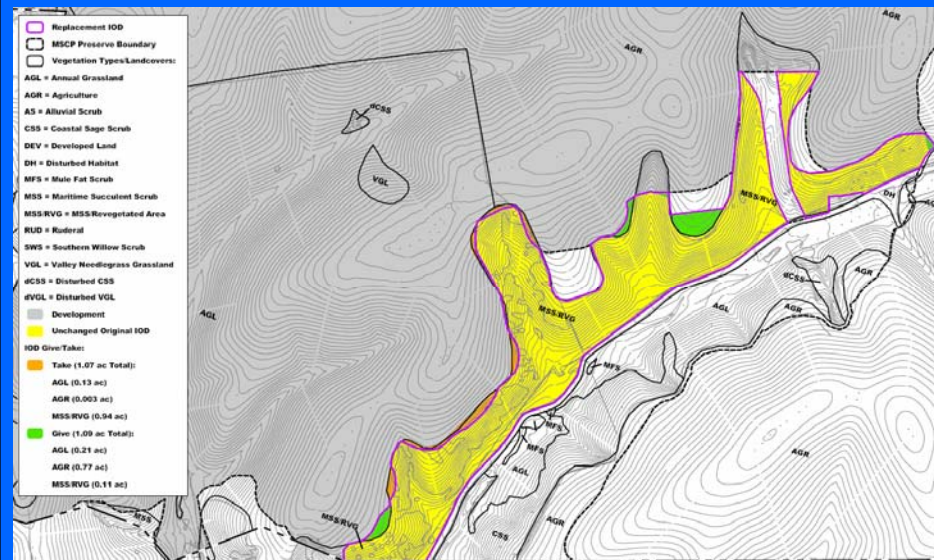 Replacement IOD
MSCP Preserve Boundary
Vegetation Types/Landcovers:
AGL = Annual Grassland
AGR = Agriculture
AS = Alluvial Scrub
CSS = Coastal Sage Scrub
DEV = Developed Land
DH = Disturbed Habitat
MFS = Mule Fat Scrub
MSS = Maritime Succulent Scrub
MSS/RVG = MSS/Revegetated Area
RUD = Ruderal
SWS = Southern Willow Scrub
VGL = Valley Needlegrass Grassland
dCSS = Disturbed CSS
dVGL = Disturbed VGL
Development
Unchanged Original IOD
IOD Give/Take:
Take (1.07 ac Total):
AGL (0.13 ac)
AGR (0.003 ac)
MSS/RVG (0.94 ac)
Give (1.09 ac Total):
AGL (0.21 ac)
AGR (0.77 ac)
MSS/RVG (0.11 ac)
AGR
AGR
dCSS
VGL
MSS/RVG
DH
dCSS
AGR
AGL
AGL
AGR
MSS/RVG
MFS
MFS
MFS
AGL
AGR
MSS
MSS/RVG
CSS
AGR